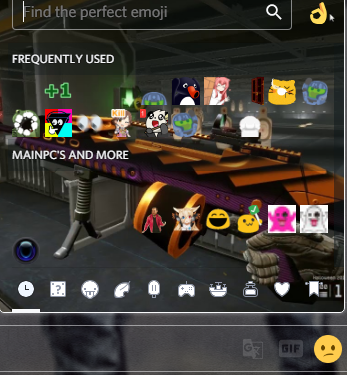 Find the perfect emoji
FREQUENTLY USED
+1
MAINPC'S AND MORE
GIF